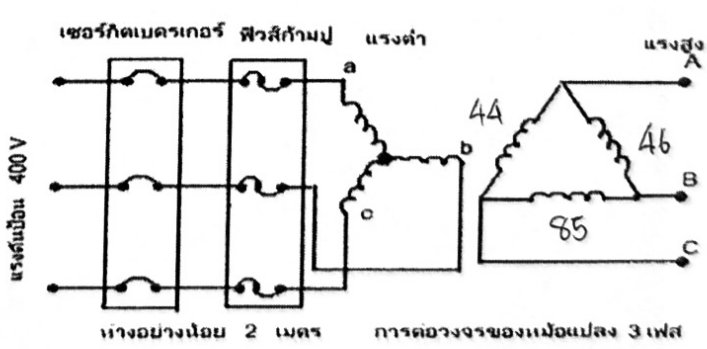 เซอร์กิตเบรคเกอร์ ฟิวส์ก้ามปู แรงต่ำ
แรงสูง
A
a
44
46
b
แรงดันป้อน 400 V
B
c
85
C
ห่างอย่างน้อย 2 เมตร การต่อวงจรของหม้อแปลง 3 เฟส